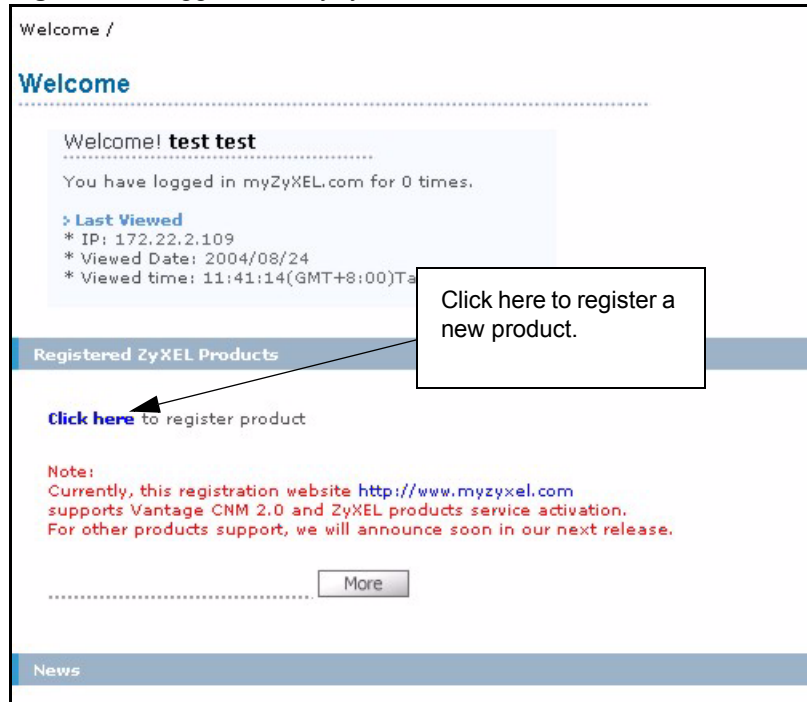 Welcome /
Welcome
Welcome! test test
You have logged in myZyXEL.com for 0 times.
> Last Viewed
* IP: 172.22.2.109
* Viewed Date: 2004/08/24
* Viewed time: 11:41:14(GMT+8:00)Ta
Click here to register a
new product.
Registered ZyXEL Products
Click here to register product
Note:
Currently, this registration website http://www.myzyxel.com
supports Vantage CNM 2.0 and ZyXEL products service activation.
For other products support, we will announce soon in our next release.
More
News